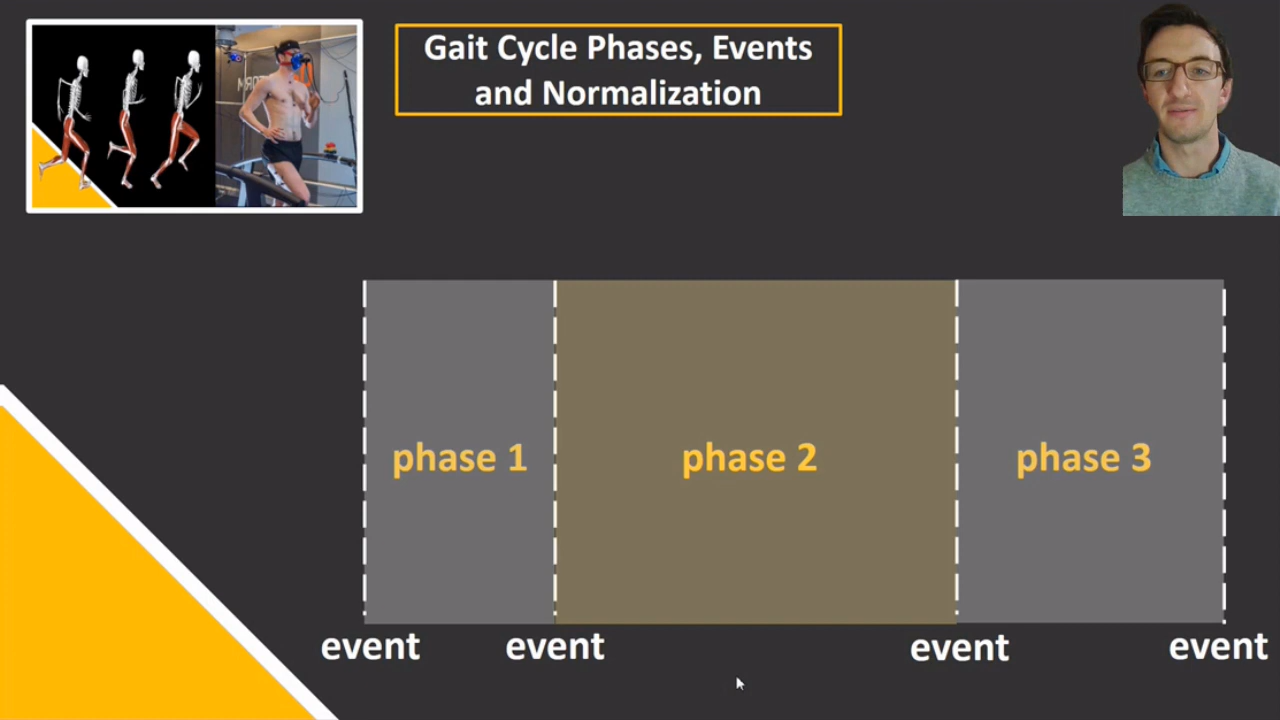 Gait Cycle Phases, Events
and Normalization
phase 1
phase 2
phase 3
event
event
event
event